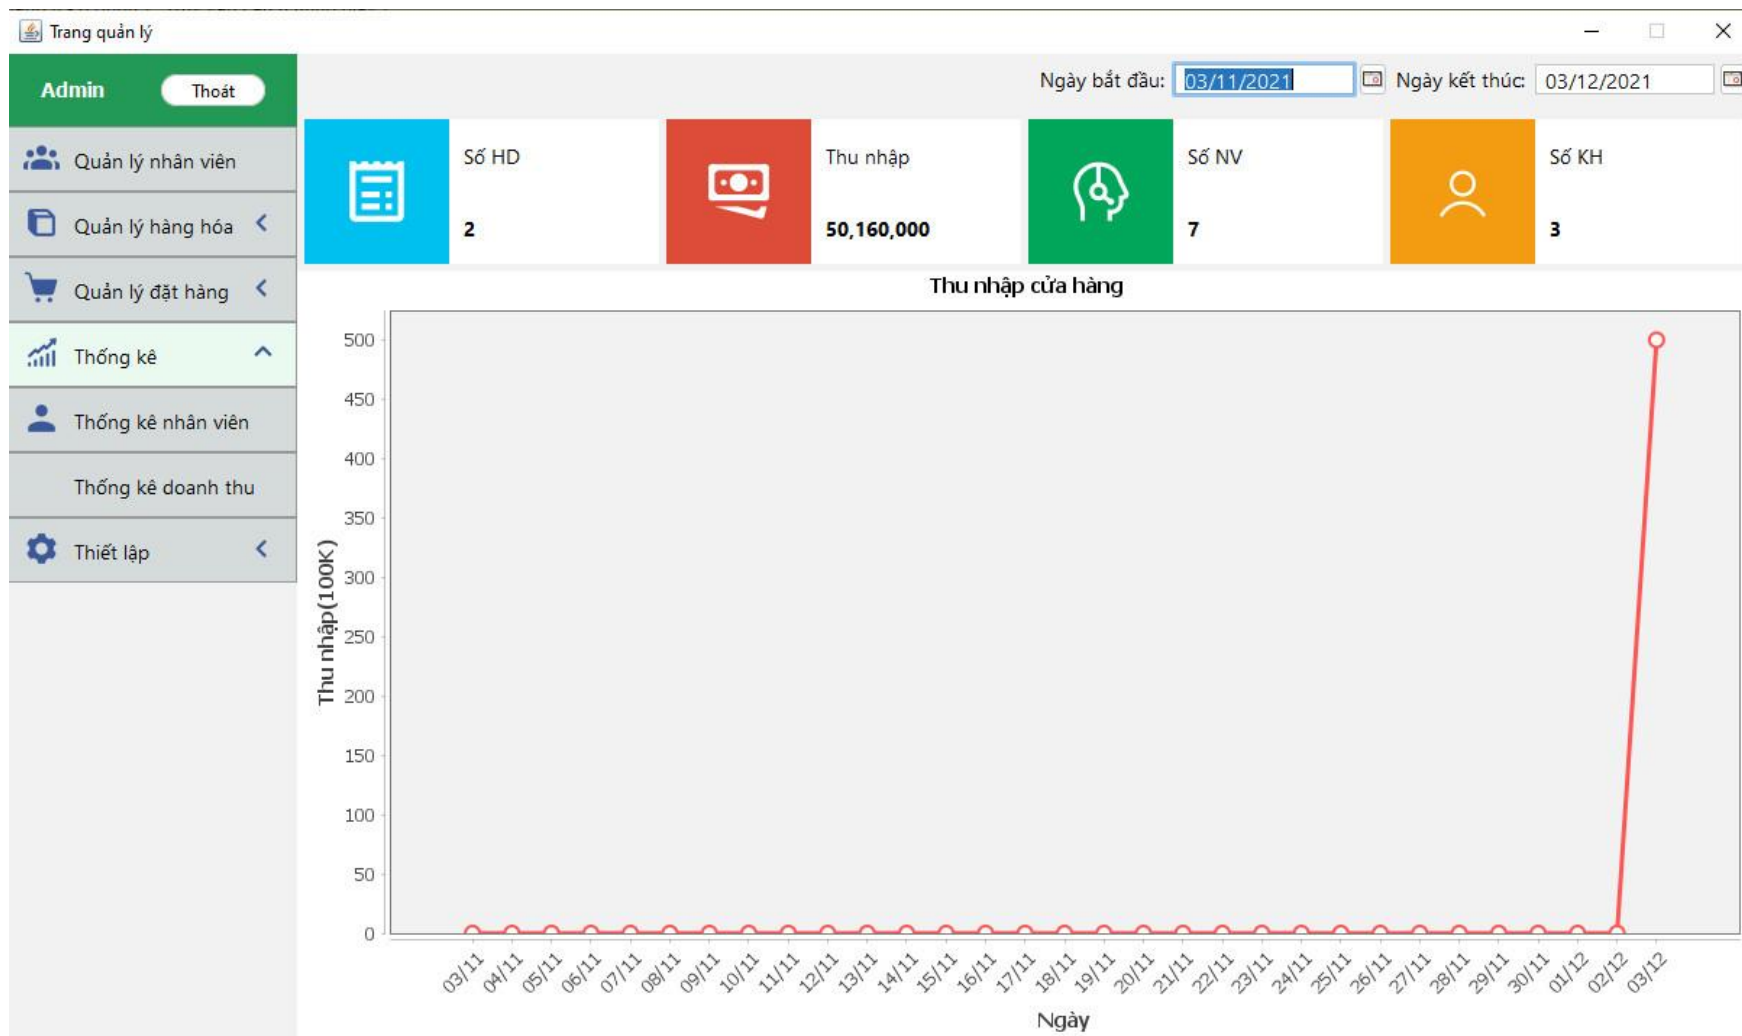 Trang quản lý
Admin
Thoát
Ngày bắt đầu:
03/11/2021
Ngày kết thúc:
03/12/2021
Quản lý nhân viên
Quản lý hàng hóa
Quản lý đặt hàng
Thống kê
Thống kê nhân viên
Thống kê doanh thu
Thiết lập
Số HD
2
Thu nhập
50,160,000
Số NV
7
Số KH
3
Thu nhập cửa hàng
Thu nhập(100K)
500
450
400
350
300
250
200
150
100
50
0
03/11
04/11
05/11
06/11
07/11
08/11
09/11
10/11
11/11
12/11
13/11
14/11
15/11
16/11
17/11
18/11
19/11
20/11
21/11
22/11
23/11
24/11
25/11
26/11
27/11
28/11
29/11
30/11
01/12
02/12
03/12
Ngày